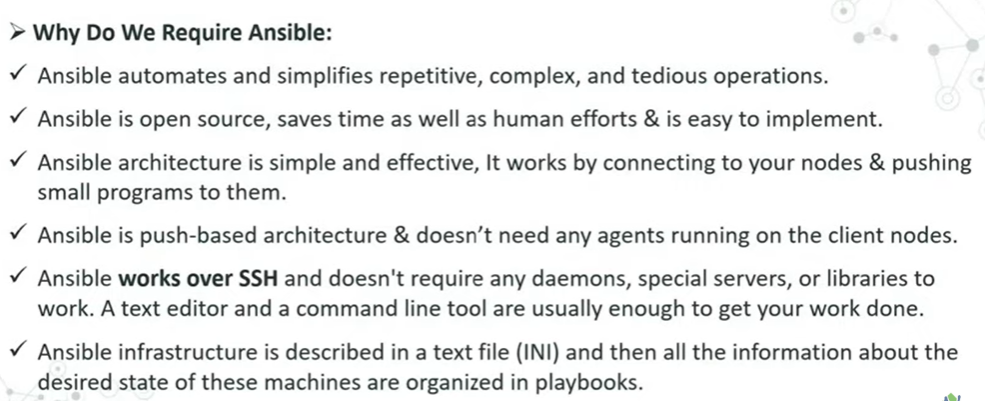 ➢ Why Do We Require Ansible:
✓ Ansible automates and simplifies repetitive, complex, and tedious operations.
✓ Ansible is open source, saves time as well as human efforts & is easy to implement.
✓ Ansible architecture is simple and effective, It works by connecting to your nodes & pushing
small programs to them.
✓ Ansible is push-based architecture & doesn’t need any agents running on the client nodes.
✓ Ansible works over SSH and doesn't require any daemons, special servers, or libraries to
work. A text editor and a command line tool are usually enough to get your work done.
✓ Ansible infrastructure is described in a text file (INI) and then all the information about the
desired state of these machines are organized in playbooks.